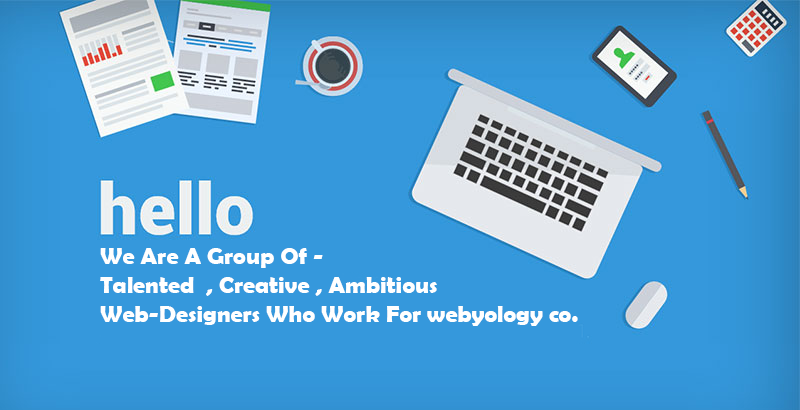 hello
We Are A Group Of -
Talented , Creative , Ambitious
Web-Designers Who Work For webyology co.